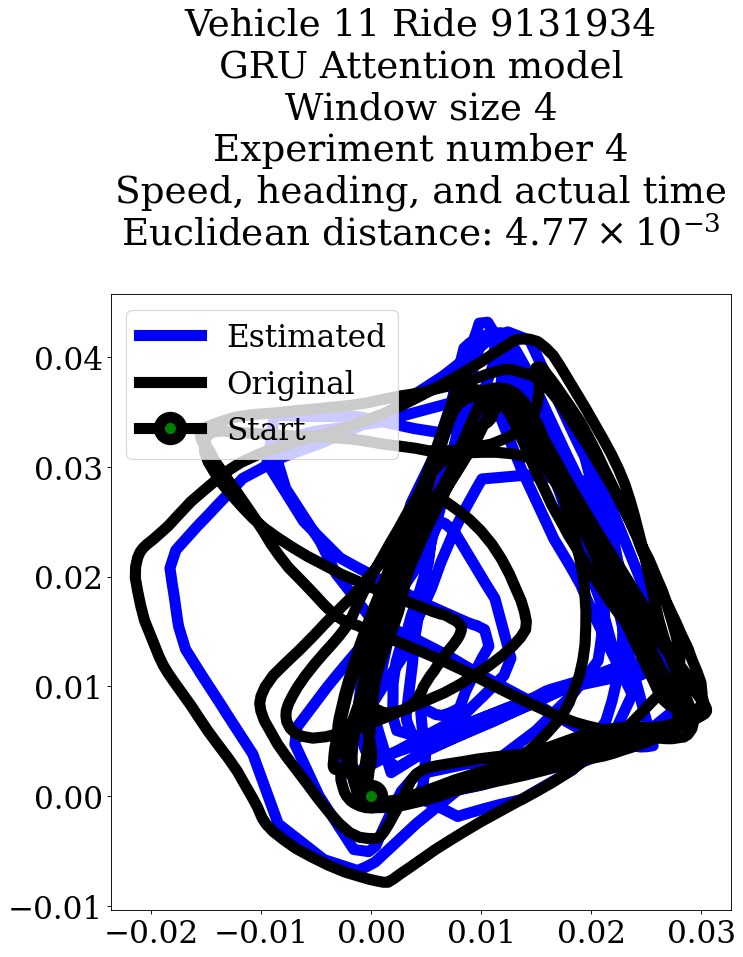 Vehicle 11 Ride 9131934
GRU Attention model
Window size 4
Experiment number 4
Speed, heading, and actual time
Euclidean distance: 4.77 × 10⁻³
Estimated
Original
Start
0.04
0.03
0.02
0.01
0.00
−0.01
−0.02 −0.01 0.00 0.01 0.02 0.03